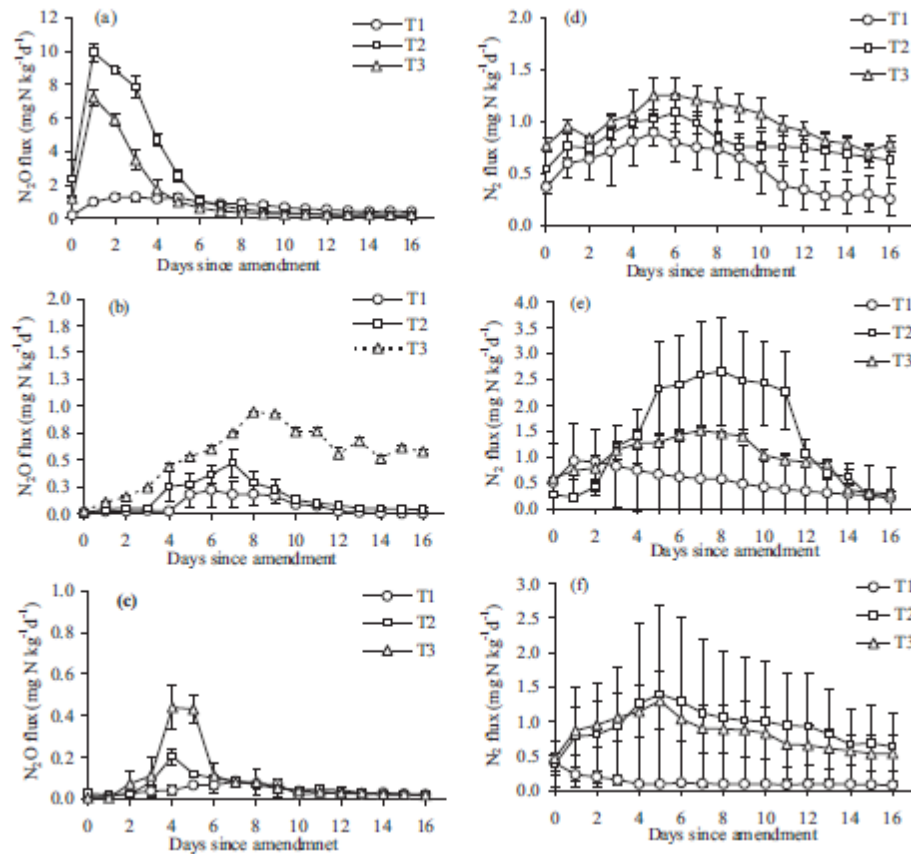 (a)
T1
T2
T3
N₂O flux (mg N kg⁻¹d⁻¹)
12
10
8
6
4
2
0
0 2 4 6 8 10 12 14 16
Days since amendment
(d)
T1
T2
T3
N₂ flux (mg N kg⁻¹d⁻¹)
2.0
1.5
1.0
0.5
0.0
0 2 4 6 8 10 12 14 16
Days since amendment
(b)
T1
T2
T3
N₂O flux (mg N kg⁻¹d⁻¹)
2.0
1.8
1.5
1.3
1.0
0.8
0.5
0.3
0.0
0 2 4 6 8 10 12 14 16
Days since amendment
(e)
T1
T2
T3
N₂ flux (mg N kg⁻¹d⁻¹)
4.0
3.5
3.0
2.5
2.0
1.5
1.0
0.5
0.0
0 2 4 6 8 10 12 14 16
Days since amendment
(c)
T1
T2
T3
N₂O flux (mg N kg⁻¹d⁻¹)
1.0
0.8
0.6
0.4
0.2
0.0
0 2 4 6 8 10 12 14 16
Days since amendmnet
(f)
T1
T2
T3
N₂ flux (mg N kg⁻¹d⁻¹)
3.0
2.5
2.0
1.5
1.0
0.5
0.0
0 2 4 6 8 10 12 14 16
Days since amendment